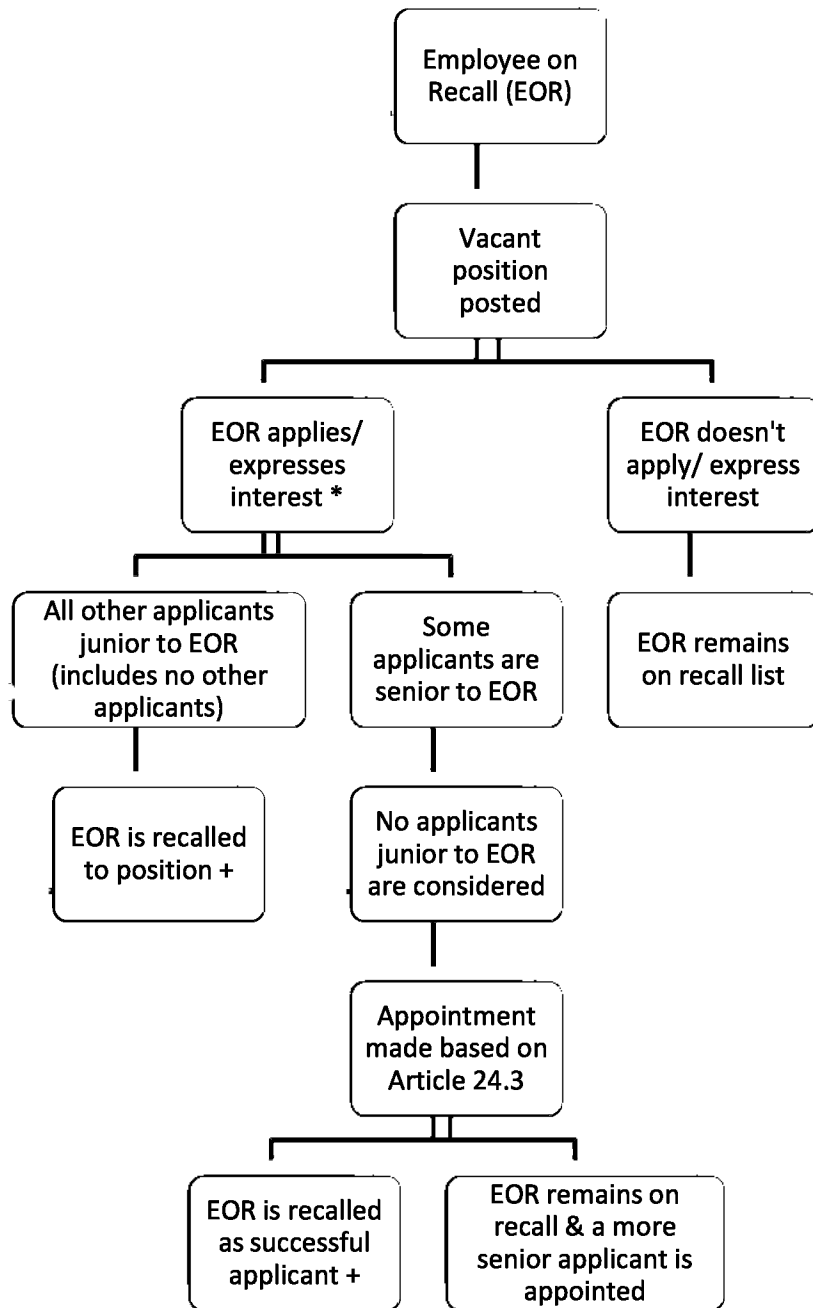 Employee on
Recall (EOR)
Vacant
position
posted
EOR applies/
expresses
interest *
EOR doesn't
apply/ express
interest
All other applicants
junior to EOR
(includes no other
applicants)
Some
applicants are
senior to EOR
EOR remains
on recall list
EOR is recalled
to position +
No applicants
junior to EOR
are considered
Appointment
made based on
Article 24.3
EOR is recalled
as successful
applicant +
EOR remains on
recall & a more
senior applicant is
appointed